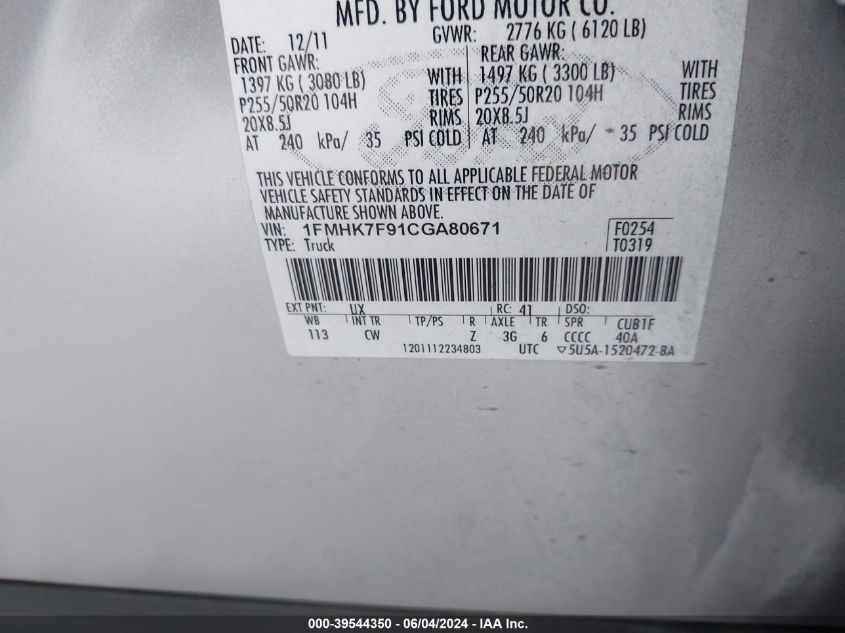 MFD. BY FORD MOTOR CO.
DATE: 12/11 GVWR: 2776 KG ( 6120 LB)
FRONT GAWR: REAR GAWR:
1397 KG ( 3080 LB) WITH 1497 KG ( 3300 LB) WITH
P255/50R20 104H TIRES P255/50R20 104H TIRES
20X8.5J RIMS 20X8.5J RIMS
AT 240 kPa/ 35 PSI COLD AT 240 kPa/ 35 PSI COLD
THIS VEHICLE CONFORMS TO ALL APPLICABLE FEDERAL MOTOR
VEHICLE SAFETY STANDARDS IN EFFECT ON THE DATE OF
MANUFACTURE SHOWN ABOVE.
VIN: 1FMHK7F91CGA80671 F0254
TYPE: Truck T0319
EXT PNT: UX RC: 41 DSO:
WB INT TR TP/PS R AXLE TR SPR CUB1F
113 CW Z 3G 6 CCCC 40A
1201112234803 UTC ▽5U5A-1520472-BA
000-39544350 - 06/04/2024 - IAA Inc.